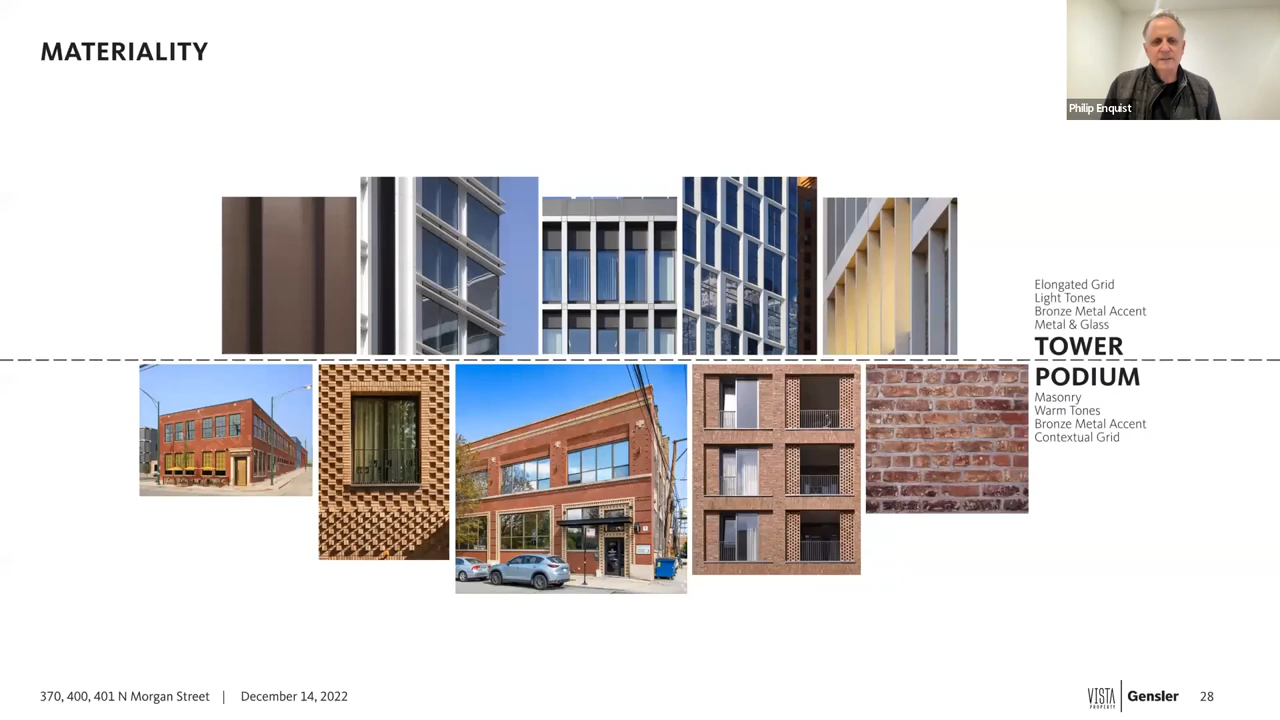 MATERIALITY
Philip Enquist
Elongated Grid
Light Tones
Bronze Metal Accent
Metal & Glass
TOWER
PODIUM
Masonry
Warm Tones
Bronze Metal Accent
Contextual Grid
370, 400, 401 N Morgan Street | December 14, 2022
VISTA
PROPERTY
Gensler
28